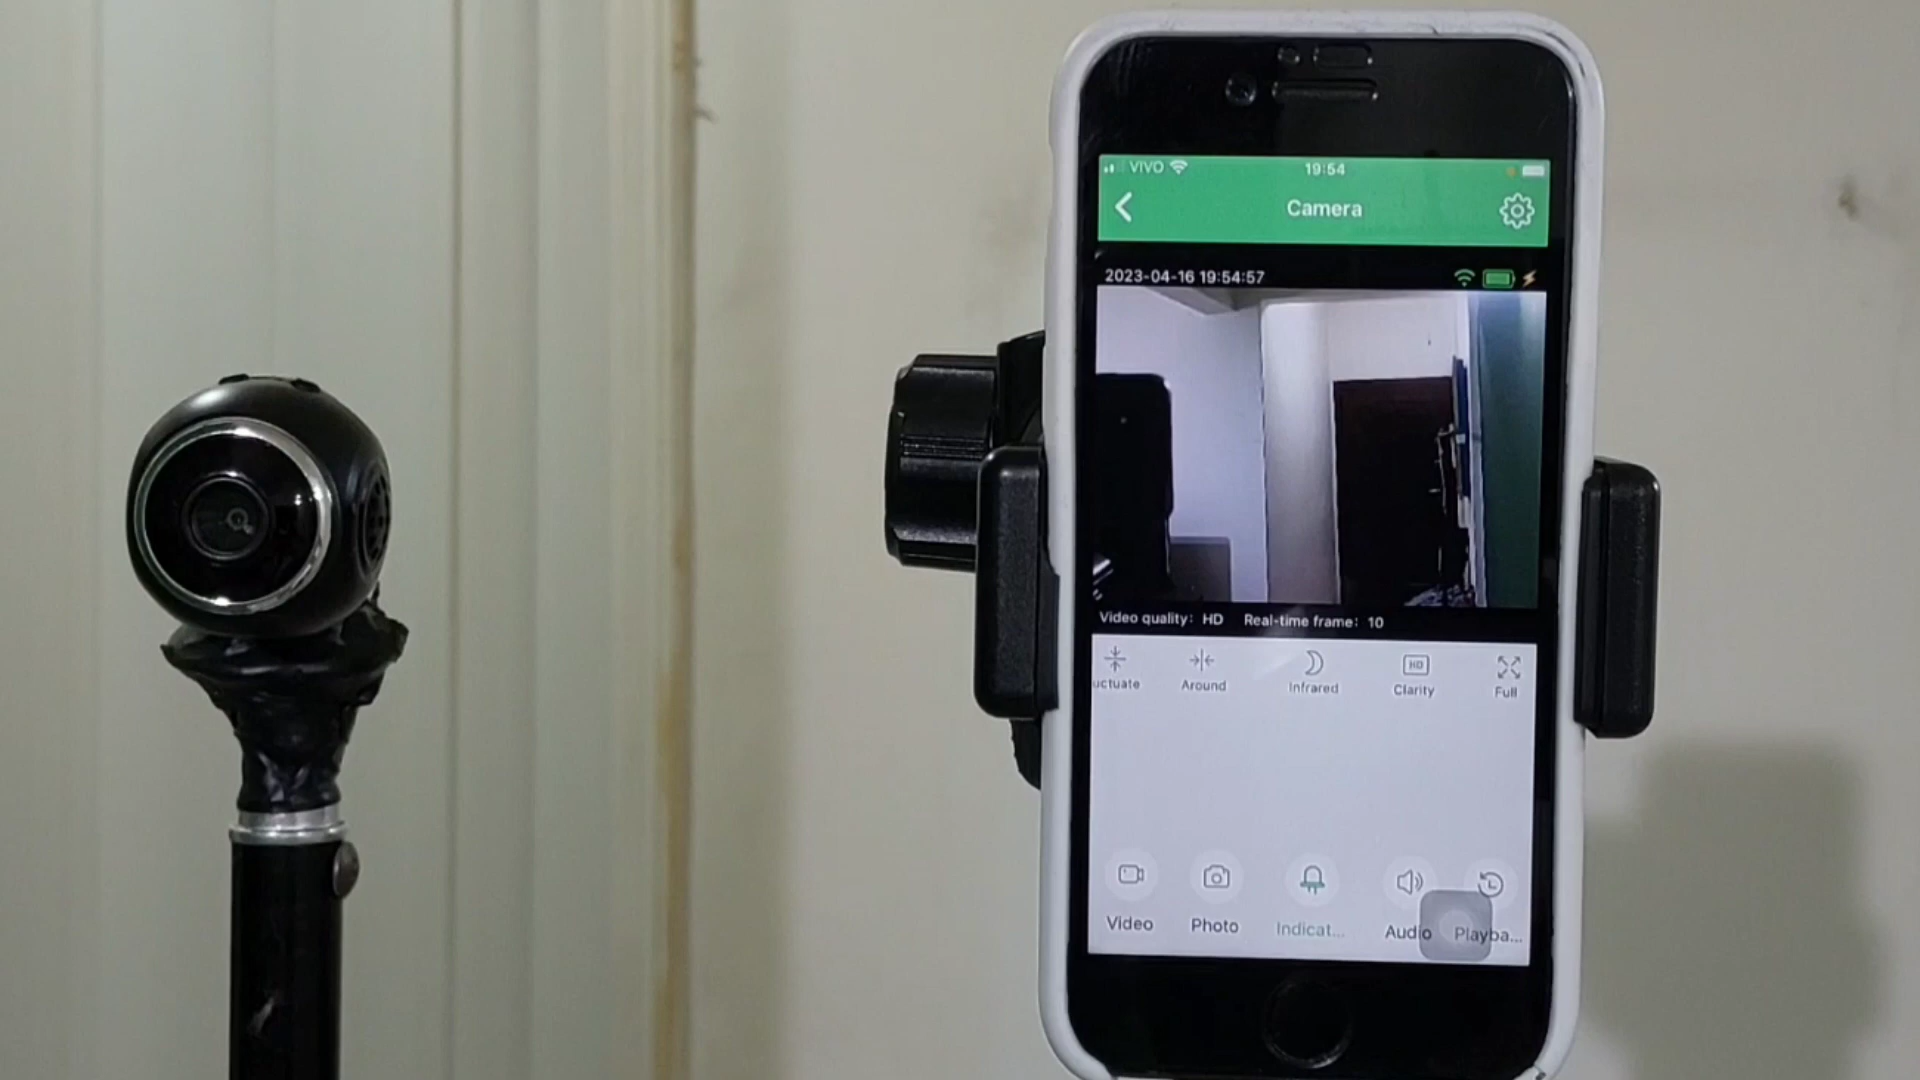 VIVO 19:54
Camera
2023-04-16 19:54:57
Video quality: HD Real-time frame: 10
uctuate Around Infrared HD Clarity Full
Video Photo Indicat... Audio Playba...